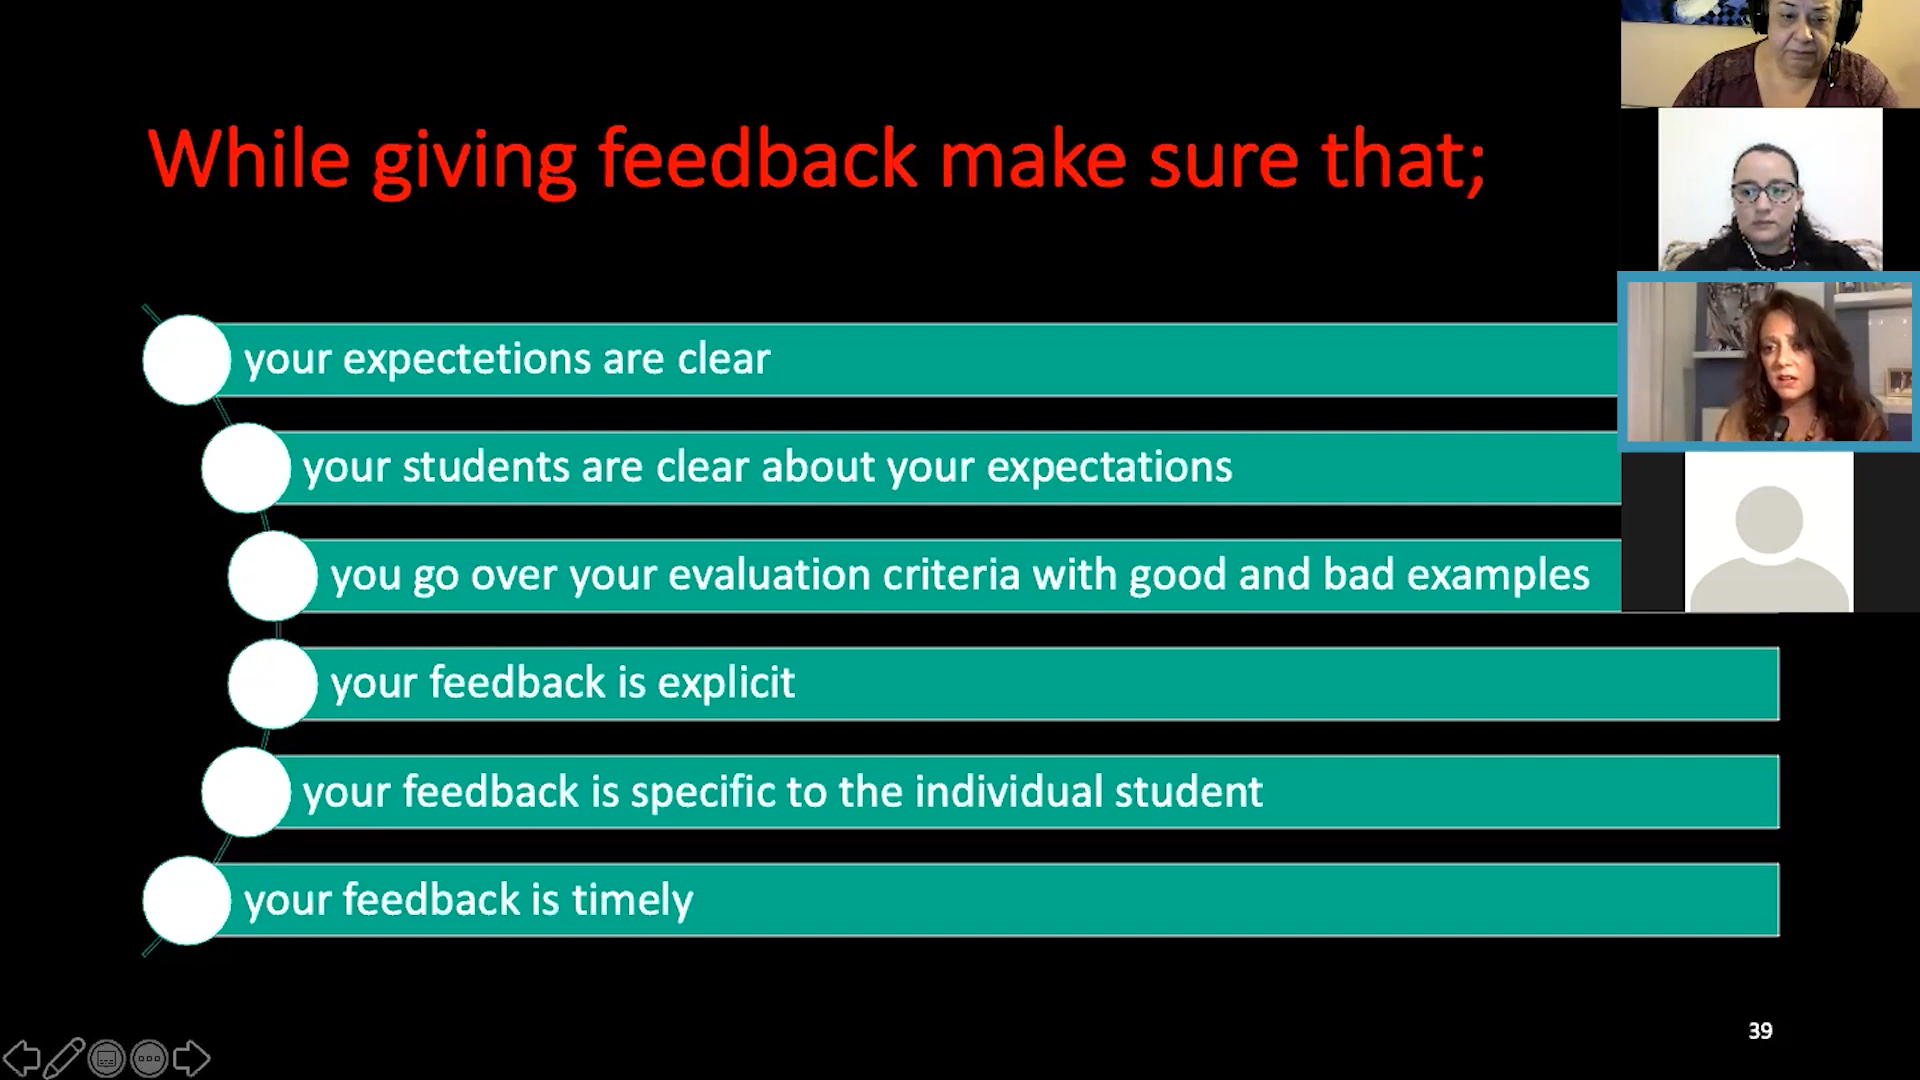 While giving feedback make sure that;
your expectetions are clear
your students are clear about your expectations
you go over your evaluation criteria with good and bad examples
your feedback is explicit
your feedback is specific to the individual student
your feedback is timely
39